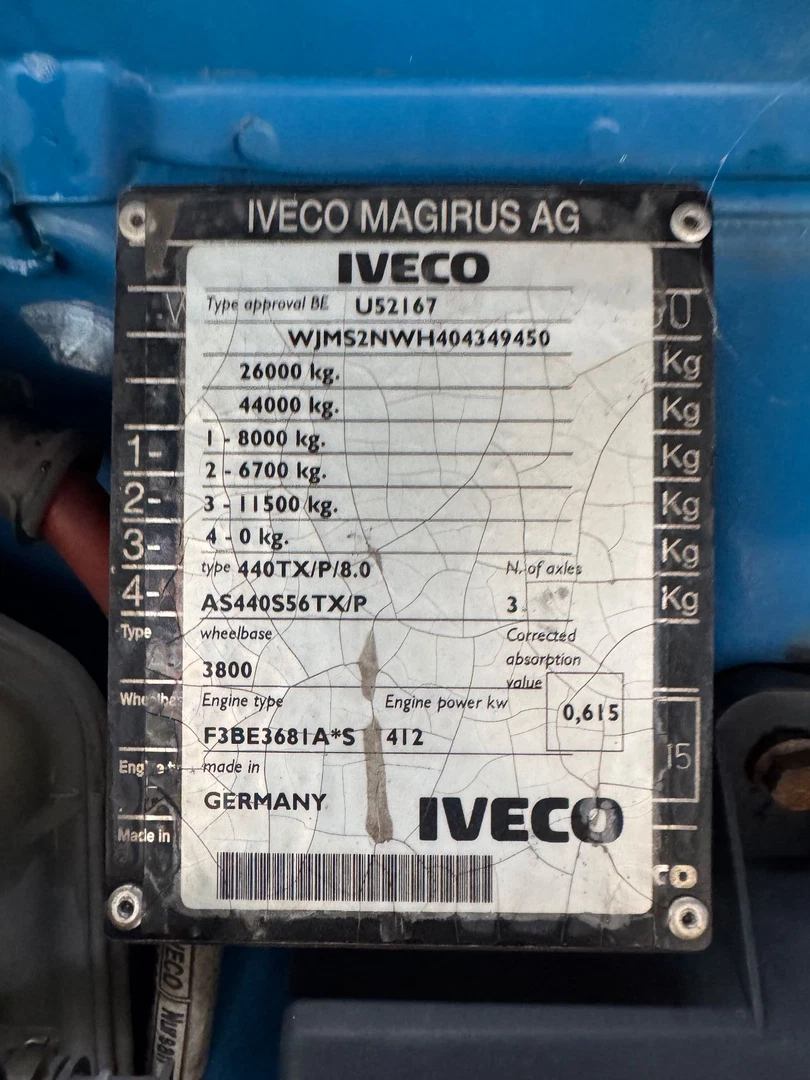 IVECO MAGIRUS AG
IVECO
Type approval BE U52167
WJMS2NWH404349450
26000 kg. Kg
44000 kg. Kg
1- 1 - 8000 kg. Kg
2- 2 - 6700 kg. Kg
3- 3 - 11500 kg. Kg
4- 4 - 0 kg. Kg
type 440TX/P/8.0 N. of axles
AS440S56TX/P 3
Type wheelbase Corrected
absorption
3800 value
Engine type Engine power kw 0,615
F3BE3681A*S 412
15
made in
GERMANY IVECO
Made in